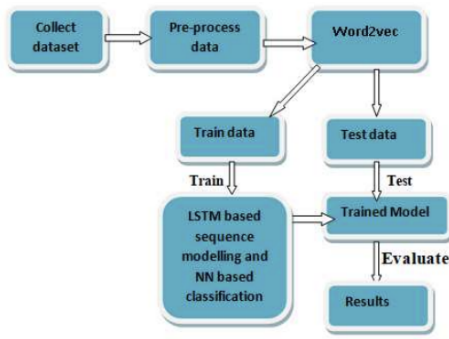 Collect
dataset
Pre-process
data
Word2vec
Train data
Test data
Train
Test
LSTM based
sequence
modelling and
NN based
classification
Trained Model
Evaluate
Results